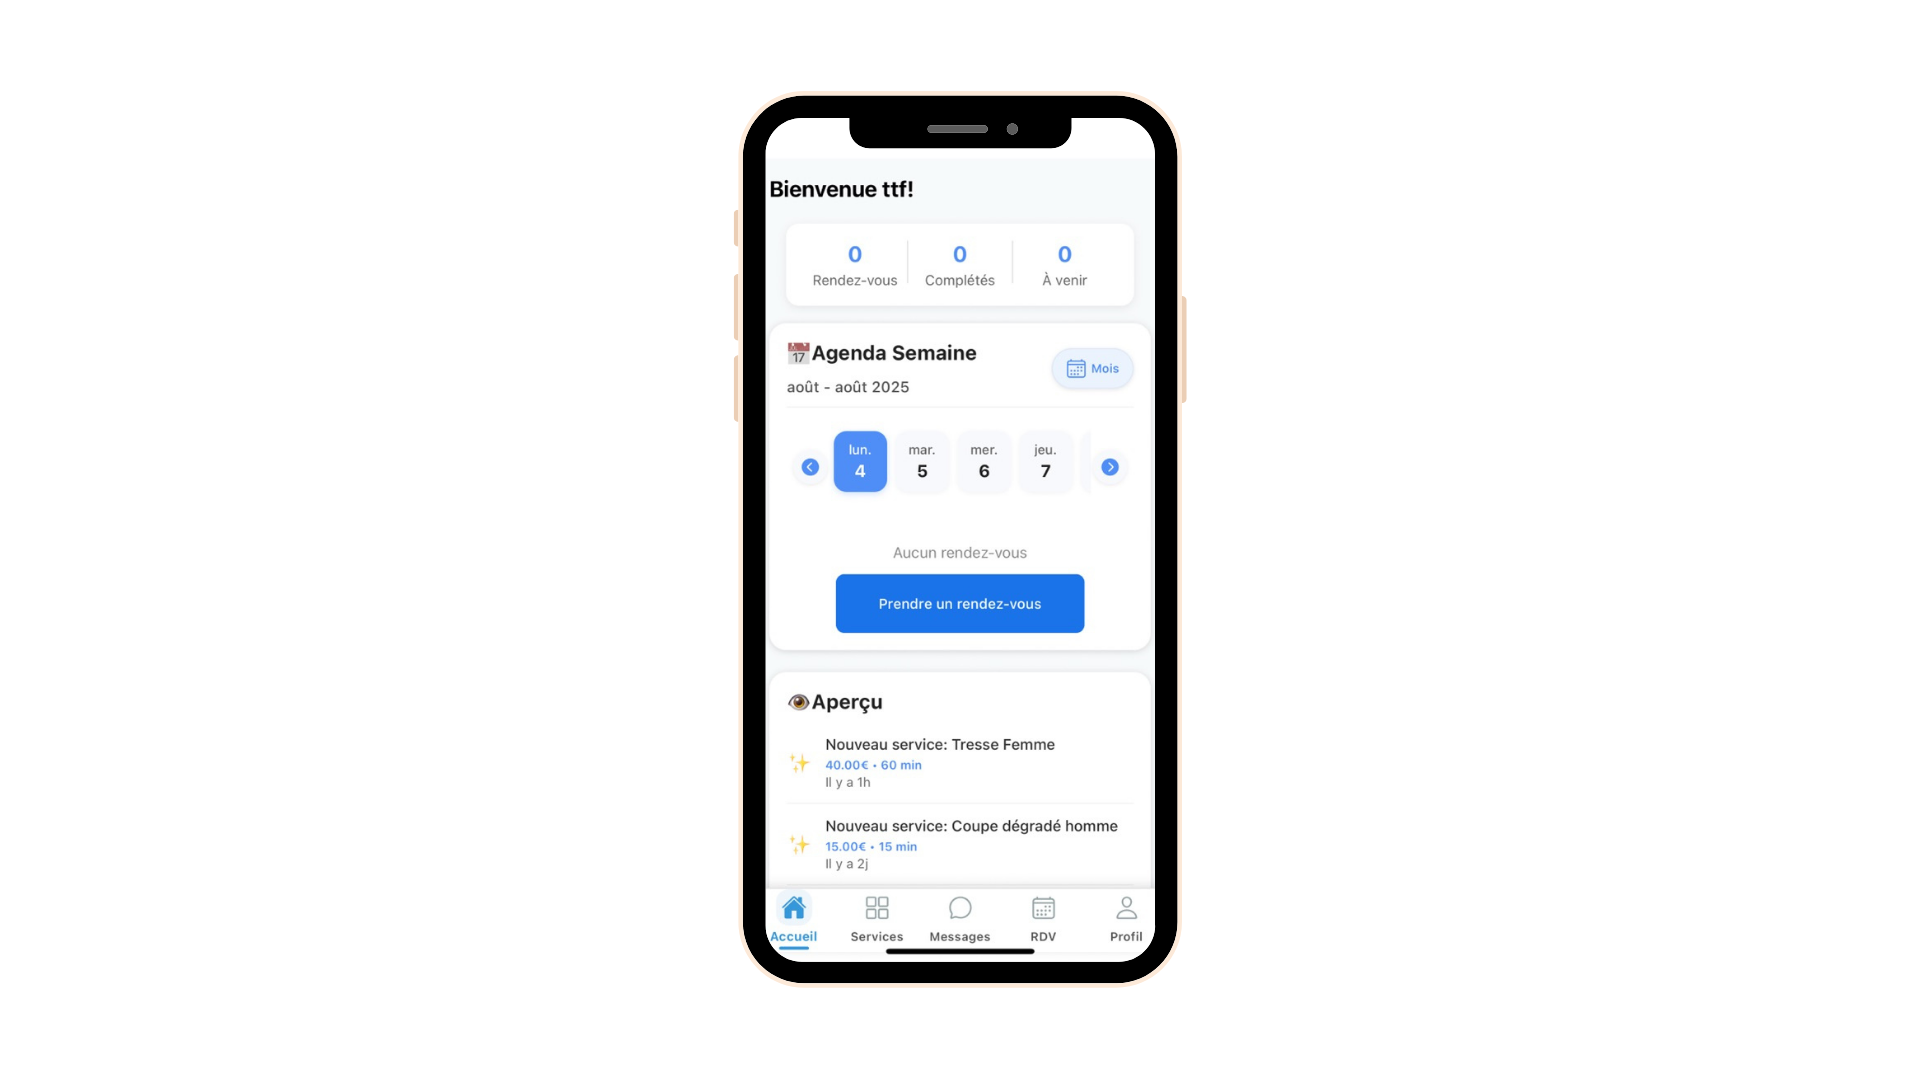 Bienvenue ttf!
0 0 0
Rendez-vous Complétés À venir
17 Agenda Semaine
Mois
août - août 2025
lun. mar. mer. jeu.
4 5 6 7
Aucun rendez-vous
Prendre un rendez-vous
Aperçu
Nouveau service: Tresse Femme
40.00€ • 60 min
Il y a 1h
Nouveau service: Coupe dégradé homme
15.00€ • 15 min
Il y a 2j
Accueil Services Messages RDV Profil